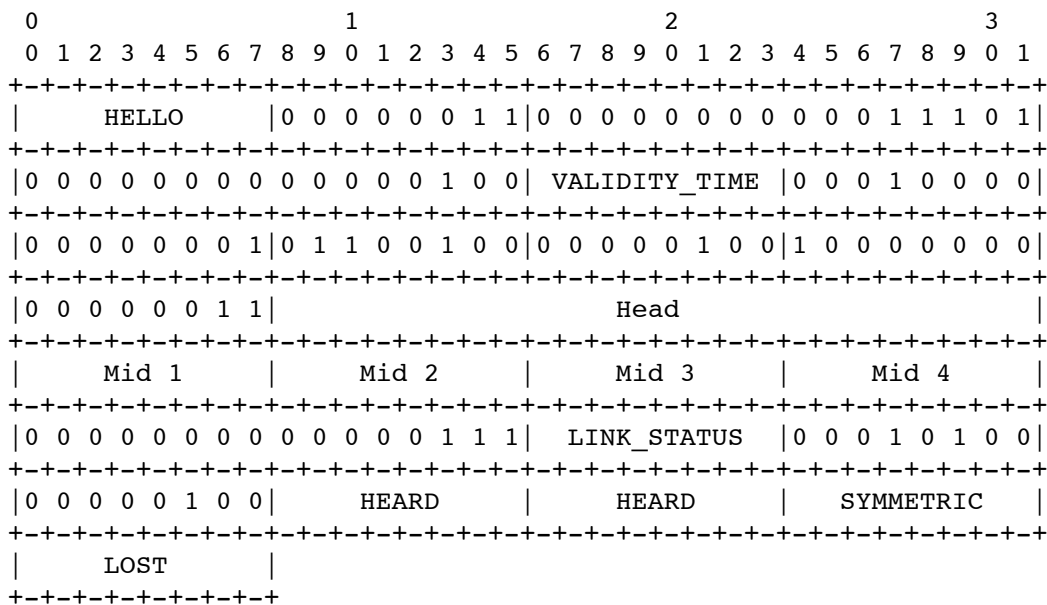 0                   1                   2                   3
 0 1 2 3 4 5 6 7 8 9 0 1 2 3 4 5 6 7 8 9 0 1 2 3 4 5 6 7 8 9 0 1
+-+-+-+-+-+-+-+-+-+-+-+-+-+-+-+-+-+-+-+-+-+-+-+-+-+-+-+-+-+-+-+-+
|     HELLO     |0 0 0 0 0 0 1 1|0 0 0 0 0 0 0 0 0 0 0 1 1 1 0 1|
+-+-+-+-+-+-+-+-+-+-+-+-+-+-+-+-+-+-+-+-+-+-+-+-+-+-+-+-+-+-+-+-+
|0 0 0 0 0 0 0 0 0 0 0 0 0 1 0 0| VALIDITY_TIME |0 0 0 1 0 0 0 0|
+-+-+-+-+-+-+-+-+-+-+-+-+-+-+-+-+-+-+-+-+-+-+-+-+-+-+-+-+-+-+-+-+
|0 0 0 0 0 0 0 1|0 1 1 0 0 1 0 0|0 0 0 0 0 1 0 0|1 0 0 0 0 0 0 0|
+-+-+-+-+-+-+-+-+-+-+-+-+-+-+-+-+-+-+-+-+-+-+-+-+-+-+-+-+-+-+-+-+
|0 0 0 0 0 0 1 1|                     Head                      |
+-+-+-+-+-+-+-+-+-+-+-+-+-+-+-+-+-+-+-+-+-+-+-+-+-+-+-+-+-+-+-+-+
|     Mid 1     |     Mid 2     |     Mid 3     |     Mid 4     |
+-+-+-+-+-+-+-+-+-+-+-+-+-+-+-+-+-+-+-+-+-+-+-+-+-+-+-+-+-+-+-+-+
|0 0 0 0 0 0 0 0 0 0 0 0 0 1 1 1|  LINK_STATUS  |0 0 0 1 0 1 0 0|
+-+-+-+-+-+-+-+-+-+-+-+-+-+-+-+-+-+-+-+-+-+-+-+-+-+-+-+-+-+-+-+-+
|0 0 0 0 0 1 0 0|     HEARD     |     HEARD     |   SYMMETRIC   |
+-+-+-+-+-+-+-+-+-+-+-+-+-+-+-+-+-+-+-+-+-+-+-+-+-+-+-+-+-+-+-+-+
|     LOST      |
+-+-+-+-+-+-+-+-+